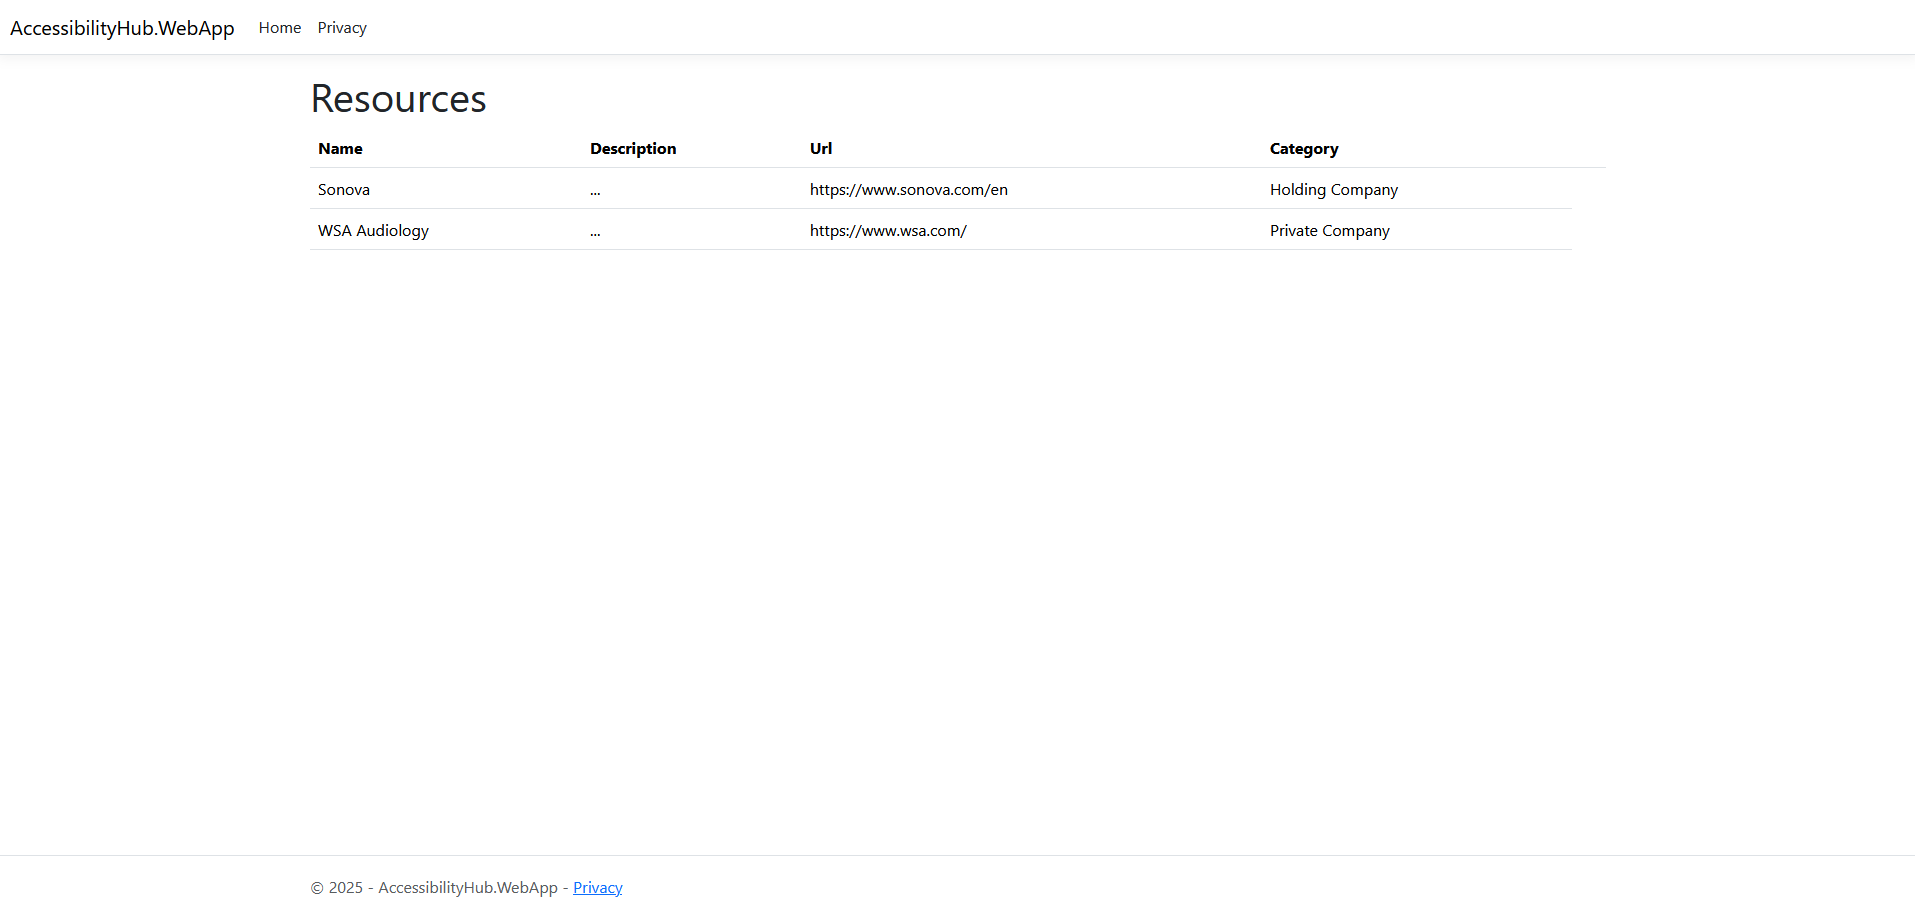 AccessibilityHub.WebApp Home Privacy
Resources
Name Description Url Category
Sonova ... https://www.sonova.com/en Holding Company
WSA Audiology ... https://www.wsa.com/ Private Company
© 2025 - AccessibilityHub.WebApp - Privacy